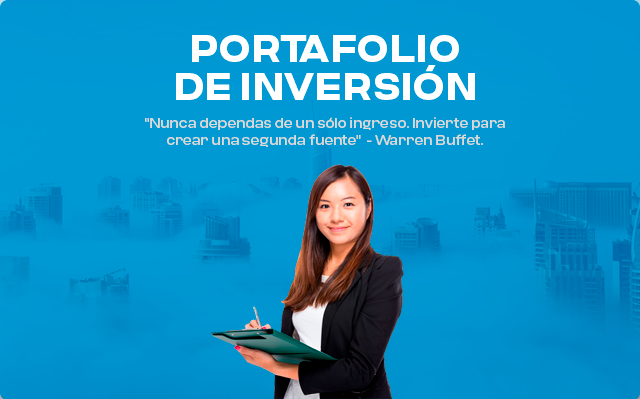 PORTAFOLIO
DE INVERSIÓN
"Nunca dependas de un sólo ingreso. Invierte para
crear una segunda fuente" - Warren Buffet.